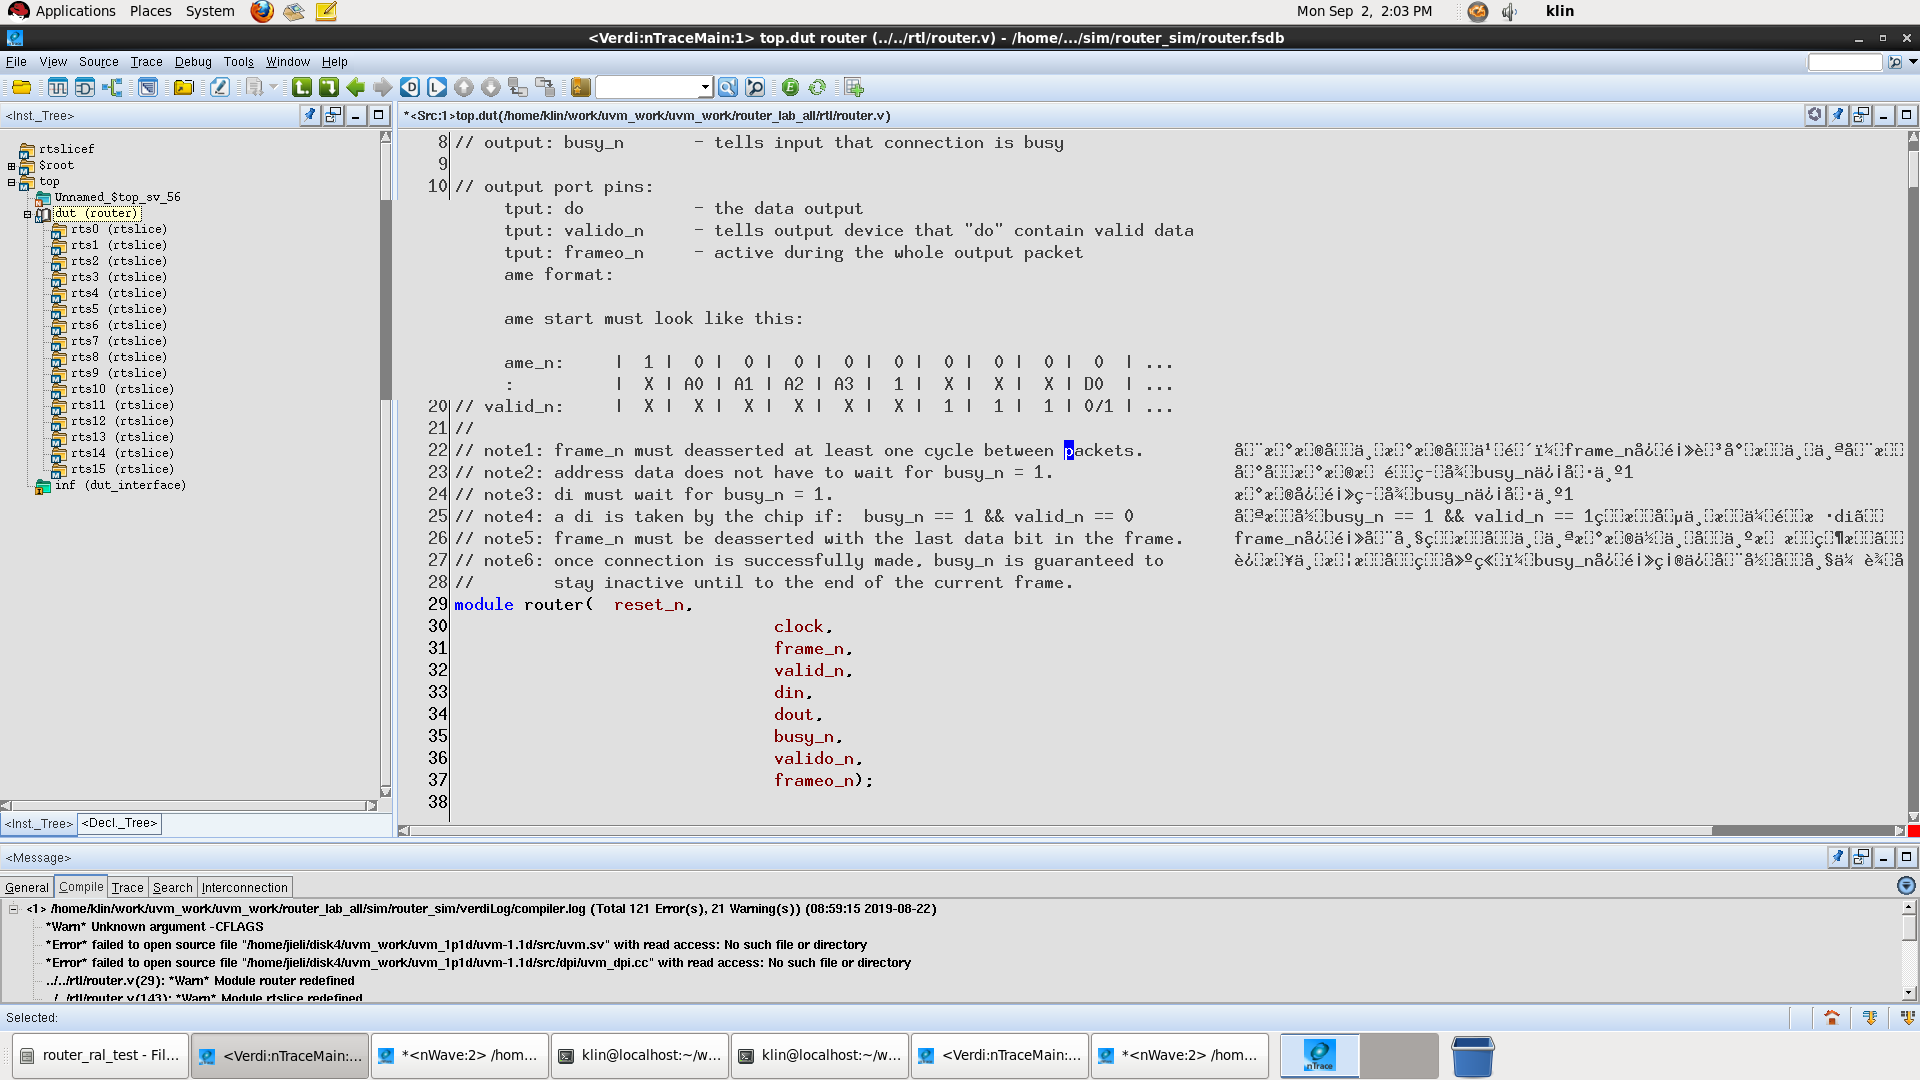 Applications Places System
Mon Sep 2, 2:03 PM
klin
<Verdi:nTraceMain:1> top.dut router (../../rtl/router.v) - /home/.../sim/router_sim/router.fsdb
File View Source Trace Debug Tools Window Help
<Inst._Tree>
*<Src:1>top.dut(/home/klin/work/uvm_work/uvm_work/router_lab_all/rtl/router.v)
rtslicef
$root
top
Unnamed_$top_sv_56
dut (router)
rts0 (rtslice)
rts1 (rtslice)
rts2 (rtslice)
rts3 (rtslice)
rts4 (rtslice)
rts5 (rtslice)
rts6 (rtslice)
rts7 (rtslice)
rts8 (rtslice)
rts9 (rtslice)
rts10 (rtslice)
rts11 (rtslice)
rts12 (rtslice)
rts13 (rtslice)
rts14 (rtslice)
rts15 (rtslice)
inf (dut_interface)
<Inst._Tree> <Decl._Tree>
8 // output: busy_n - tells input that connection is busy
9
10 // output port pins:
tput: do - the data output
tput: valido_n - tells output device that "do" contain valid data
tput: frameo_n - active during the whole output packet
ame format:
ame start must look like this:
ame_n: | 1 | 0 | 0 | 0 | 0 | 0 | 0 | 0 | 0 | 0 | ...
: | X | A0 | A1 | A2 | A3 | 1 | X | X | X | D0 | ...
20 // valid_n: | X | X | X | X | X | X | 1 | 1 | 1 | 0/1 | ...
21 //
22 // note1: frame_n must deasserted at least one cycle between packets. frame_n
23 // note2: address data does not have to wait for busy_n = 1. busy_n
24 // note3: di must wait for busy_n = 1. busy_n
25 // note4: a di is taken by the chip if: busy_n == 1 && valid_n == 0 busy_n == 1 && valid_n == 1
26 // note5: frame_n must be deasserted with the last data bit in the frame. frame_n
27 // note6: once connection is successfully made, busy_n is guaranteed to busy_n
28 // stay inactive until to the end of the current frame.
29 module router( reset_n,
30 clock,
31 frame_n,
32 valid_n,
33 din,
34 dout,
35 busy_n,
36 valido_n,
37 frameo_n);
38
<Message>
General Compile Trace Search Interconnection
<1> /home/klin/work/uvm_work/uvm_work/router_lab_all/sim/router_sim/verdiLog/compiler.log (Total 121 Error(s), 21 Warning(s)) (08:59:15 2019-08-22)
*Warn* Unknown argument -CFLAGS
*Error* failed to open source file "/home/jieli/disk4/uvm_work/uvm_1p1d/uvm-1.1d/src/uvm.sv" with read access: No such file or directory
*Error* failed to open source file "/home/jieli/disk4/uvm_work/uvm_1p1d/uvm-1.1d/src/dpi/uvm_dpi.cc" with read access: No such file or directory
../../rtl/router.v(29): *Warn* Module router redefined
../../rtl/router.v(143): *Warn* Module rtslice redefined
Selected:
router_ral_test - Fil... <Verdi:nTraceMain:... *<nWave:2> /hom... klin@localhost:~/w... klin@localhost:~/w... <Verdi:nTraceMain:... *<nWave:2> /hom... nTrace